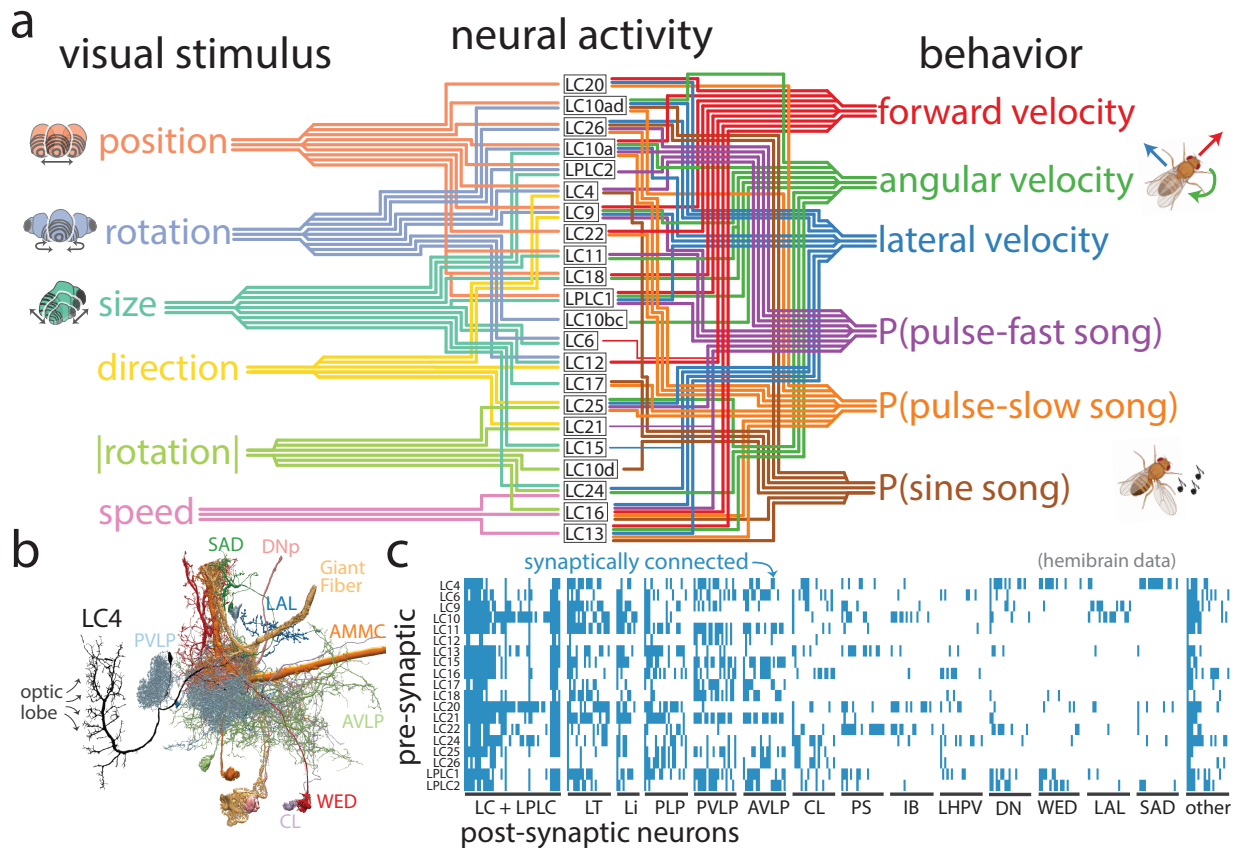 a
visual stimulus
neural activity
behavior
position
rotation
size
direction
|rotation|
speed
LC20
LC10ad
LC26
LC10a
LPLC2
LC4
LC9
LC22
LC11
LC18
LPLC1
LC10bc
LC6
LC12
LC17
LC25
LC21
LC15
LC10d
LC24
LC16
LC13
forward velocity
angular velocity
lateral velocity
P(pulse-fast song)
P(pulse-slow song)
P(sine song)
b
LC4
optic
lobe
PVLP
SAD
DNp
Giant
Fiber
LAL
AMMC
AVLP
WED
CL
c
synaptically connected
(hemibrain data)
pre-synaptic
LC4
LC6
LC9
LC10
LC11
LC12
LC13
LC15
LC16
LC17
LC18
LC20
LC21
LC22
LC24
LC25
LC26
LPLC1
LPLC2
LC + LPLC LT Li PLP PVLP AVLP CL PS IB LHPV DN WED LAL SAD other
post-synaptic neurons